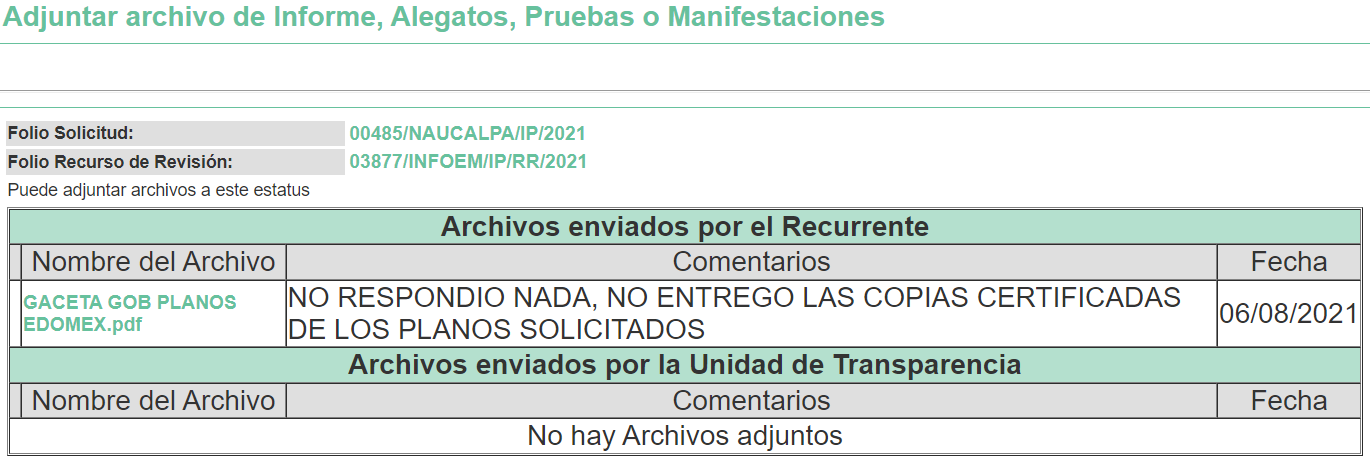 Adjuntar archivo de Informe, Alegatos, Pruebas o Manifestaciones
Folio Solicitud: 00485/NAUCALPA/IP/2021
Folio Recurso de Revisión: 03877/INFOEM/IP/RR/2021
Puede adjuntar archivos a este estatus
Archivos enviados por el Recurrente
Nombre del Archivo Comentarios Fecha
GACETA GOB PLANOS
EDOMEX.pdf
NO RESPONDIO NADA, NO ENTREGO LAS COPIAS CERTIFICADAS
DE LOS PLANOS SOLICITADOS
06/08/2021
Archivos enviados por la Unidad de Transparencia
Nombre del Archivo Comentarios Fecha
No hay Archivos adjuntos